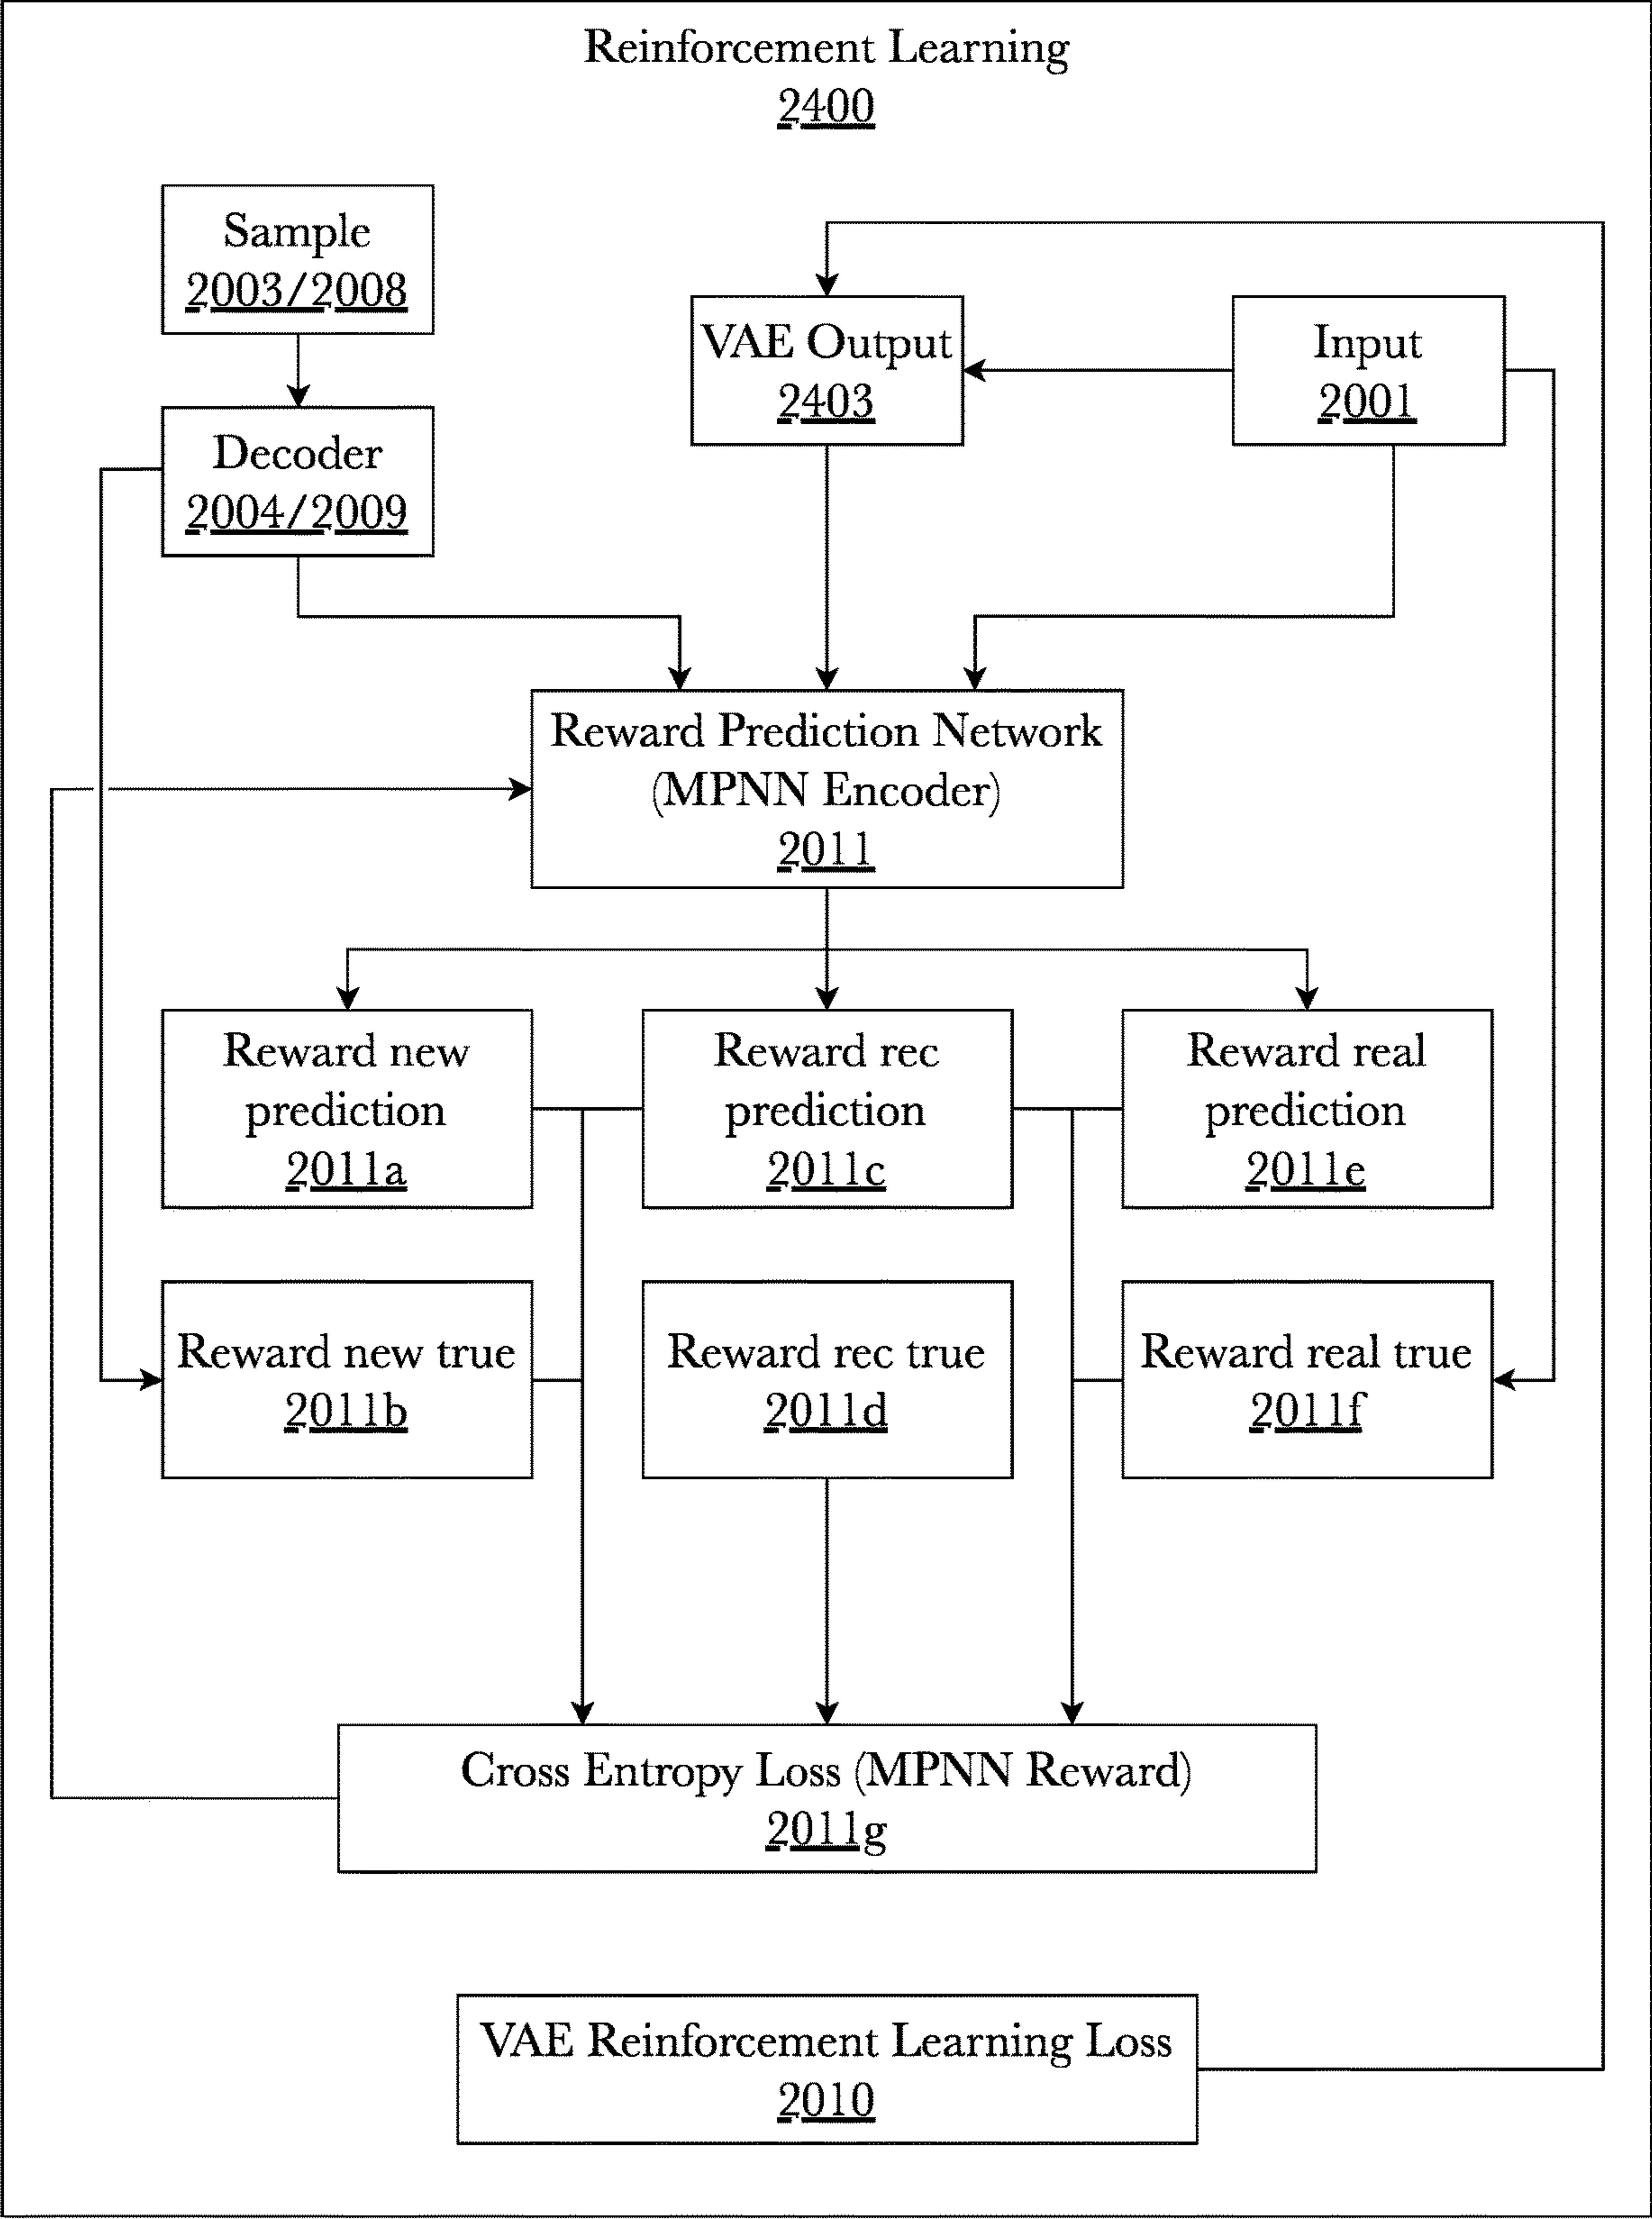 Reinforcement Learning
2400
Sample
2003/2008
VAE Output
2403
Input
2001
Decoder
2004/2009
Reward Prediction Network
(MPNN Encoder)
2011
Reward new
prediction
2011a
Reward rec
prediction
2011c
Reward real
prediction
2011e
Reward new true
2011b
Reward rec true
2011d
Reward real true
2011f
Cross Entropy Loss (MPNN Reward)
2011g
VAE Reinforcement Learning Loss
2010